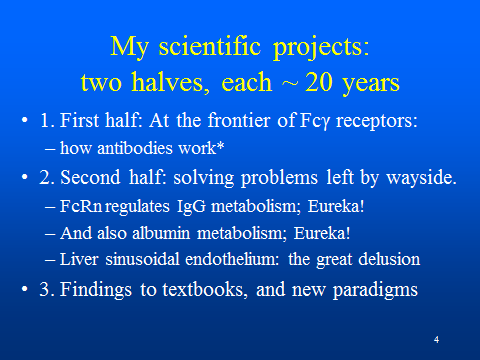 My scientific projects:
two halves, each ~ 20 years
• 1. First half: At the frontier of Fcγ receptors:
– how antibodies work*
• 2. Second half: solving problems left by wayside.
– FcRn regulates IgG metabolism; Eureka!
– And also albumin metabolism; Eureka!
– Liver sinusoidal endothelium: the great delusion
• 3. Findings to textbooks, and new paradigms
4